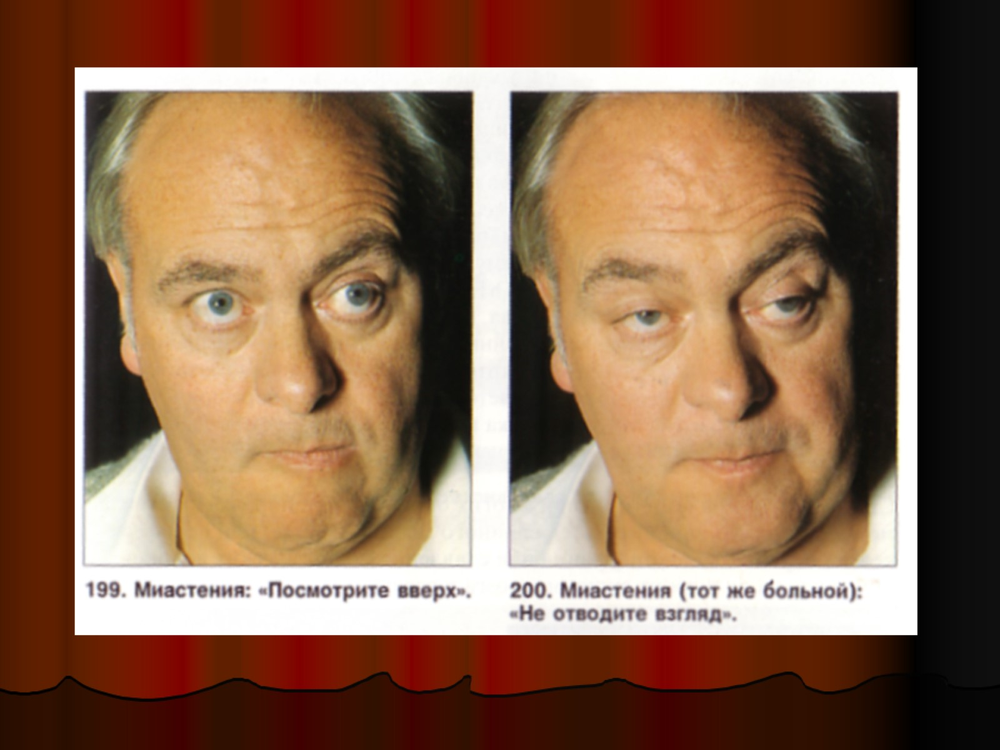 199. Миастения: «Посмотрите вверх».
200. Миастения (тот же больной):
«Не отводите взгляд».